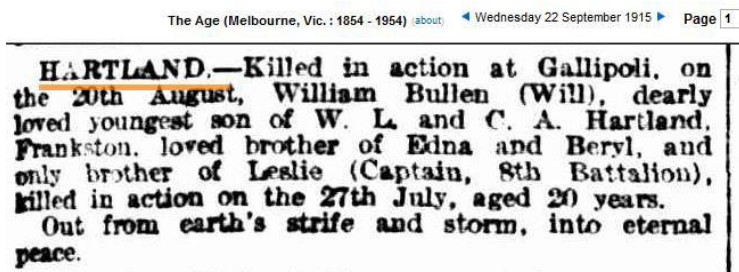 The Age (Melbourne, Vic. : 1854 - 1954) (about) Wednesday 22 September 1915 Page 1
HARTLAND.—Killed in action at Gallipoli, on
the 20th August, William Bullen (Will), dearly
loved youngest son of W. L. and C. A. Hartland,
Frankston, loved brother of Edna and Beryl, and
only brother of Leslie (Captain, 8th Battalion),
killed in action on the 27th July, aged 20 years.
Out from earth's strife and storm, into eternal
peace.